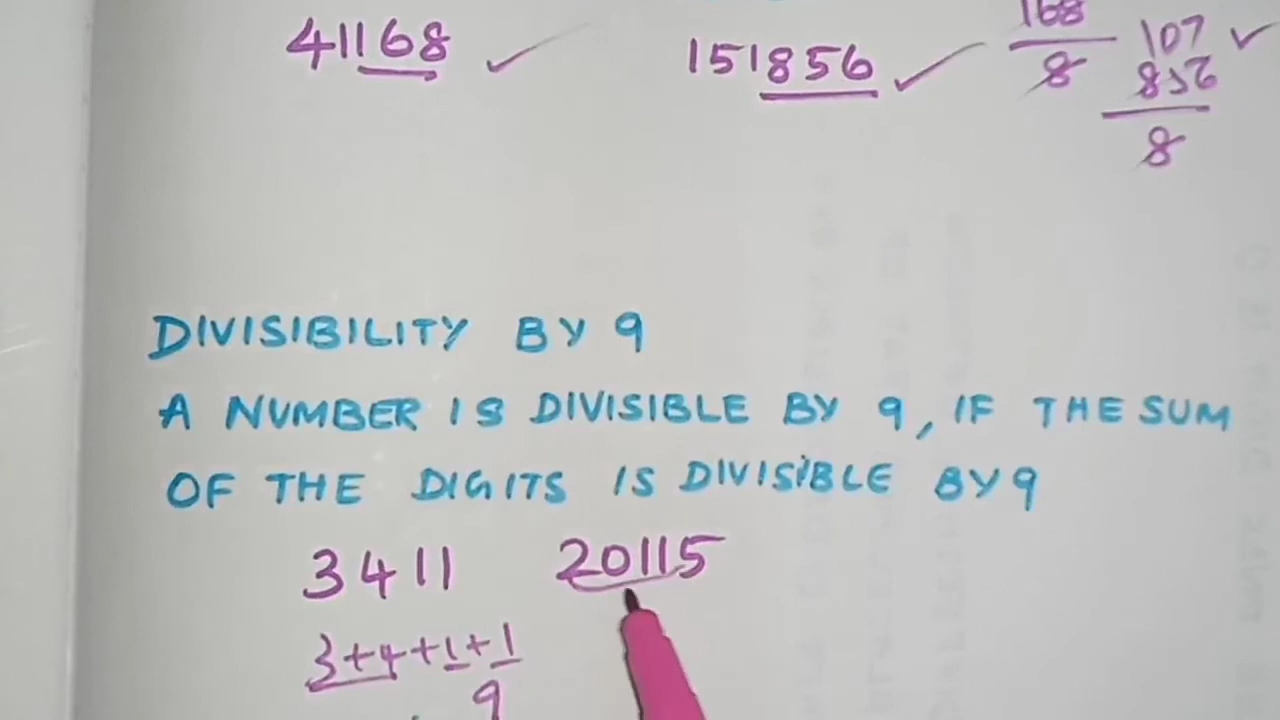 41168 ✓ 151856 ✓
168
8
107 ✓
856
8
DIVISIBILITY BY 9
A NUMBER IS DIVISIBLE BY 9, IF THE SUM
OF THE DIGITS IS DIVISIBLE BY 9
3411 20115
3+4+1+1
9